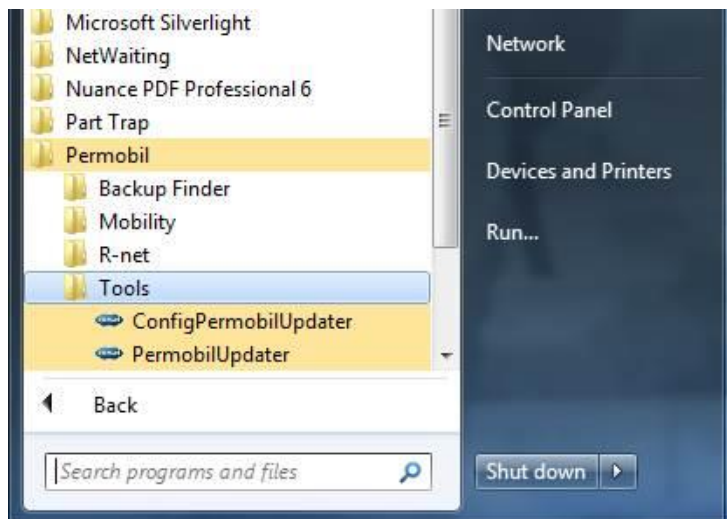 Microsoft Silverlight
NetWaiting
Nuance PDF Professional 6
Part Trap
Permobil
Backup Finder
Mobility
R-net
Tools
ConfigPermobilUpdater
PermobilUpdater
Back
Search programs and files
Network
Control Panel
Devices and Printers
Run...
Shut down